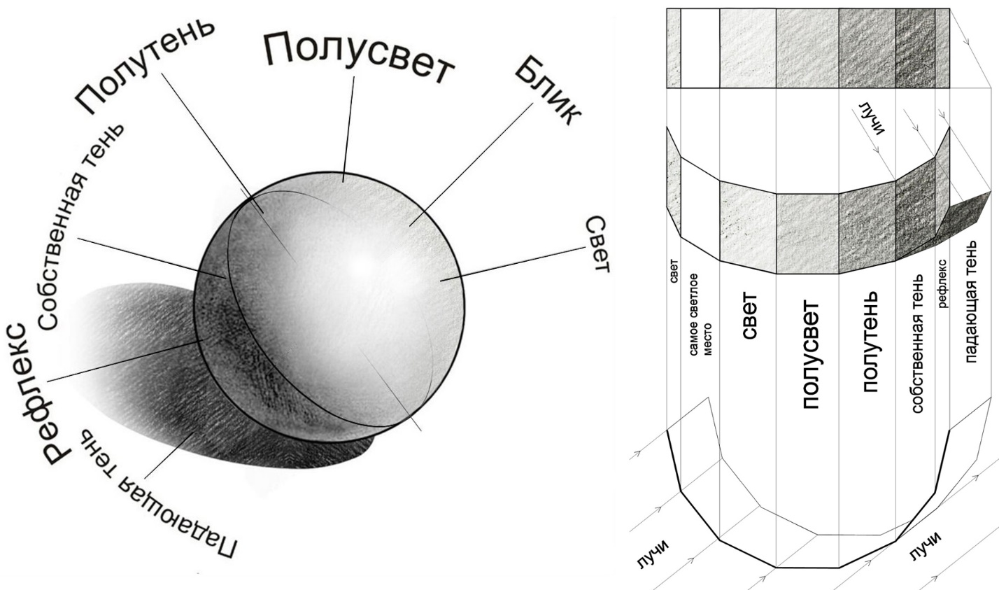 Полутень
Полусвет
Блик
Собственная тень
Свет
Рефлекс
Падающая тень
лучи
свет
самое светлое
место
свет
полусвет
полутень
собственная тень
рефлекс
падающая тень
лучи
лучи